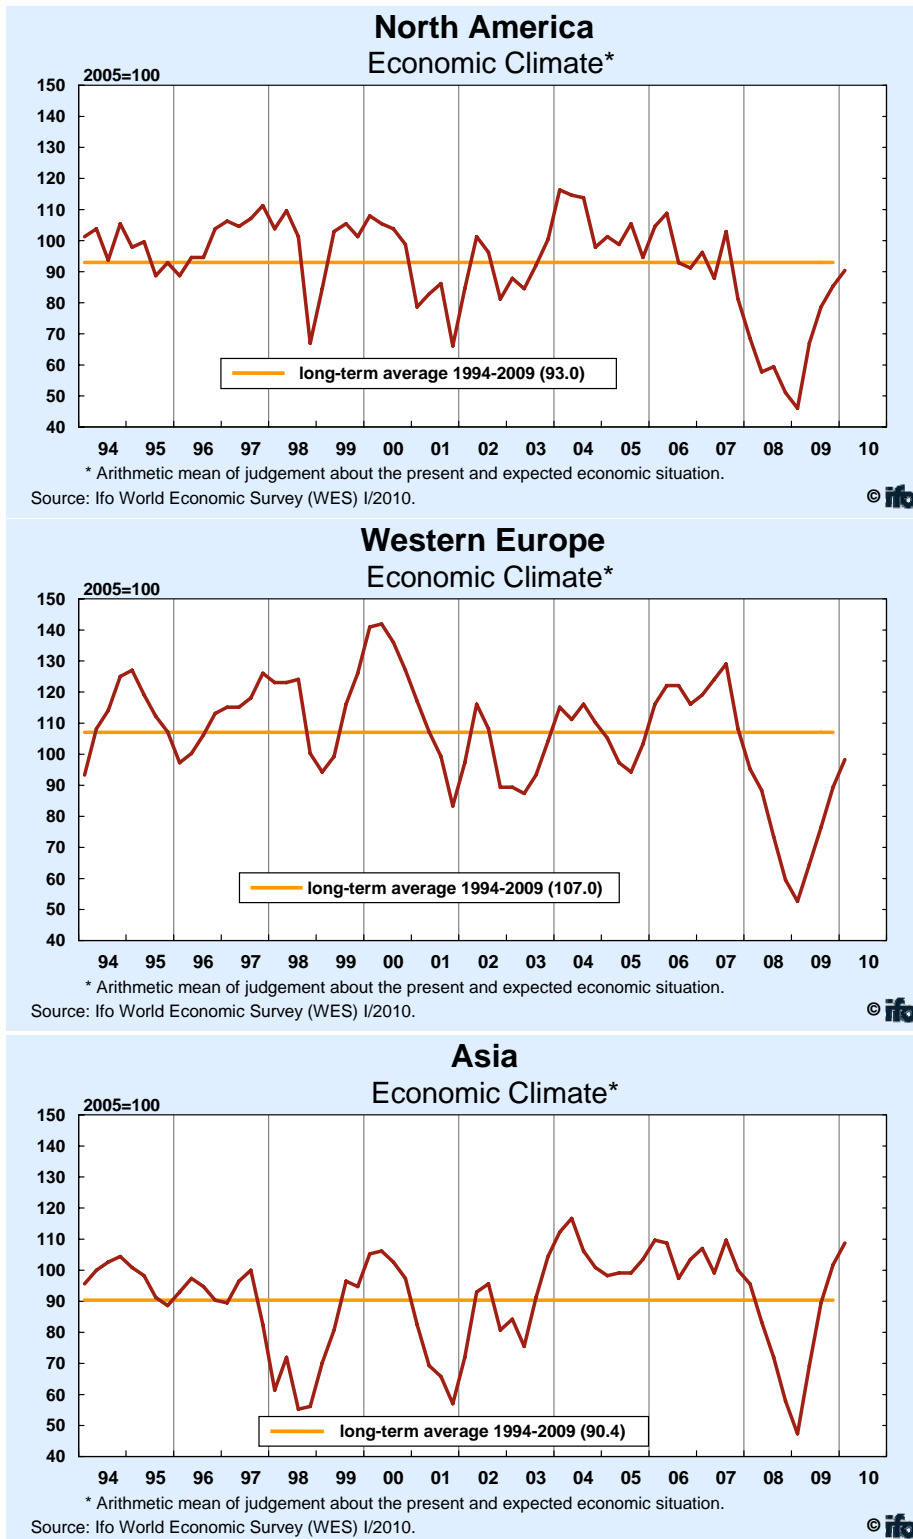 North America
Economic Climate*
2005=100
150
140
130
120
110
100
90
80
70
60
50
40
long-term average 1994-2009 (93.0)
94 95 96 97 98 99 00 01 02 03 04 05 06 07 08 09 10
* Arithmetic mean of judgement about the present and expected economic situation.
Source: Ifo World Economic Survey (WES) I/2010.
© ifo
Western Europe
Economic Climate*
2005=100
150
140
130
120
110
100
90
80
70
60
50
40
long-term average 1994-2009 (107.0)
94 95 96 97 98 99 00 01 02 03 04 05 06 07 08 09 10
* Arithmetic mean of judgement about the present and expected economic situation.
Source: Ifo World Economic Survey (WES) I/2010.
© ifo
Asia
Economic Climate*
2005=100
150
140
130
120
110
100
90
80
70
60
50
40
long-term average 1994-2009 (90.4)
94 95 96 97 98 99 00 01 02 03 04 05 06 07 08 09 10
* Arithmetic mean of judgement about the present and expected economic situation.
Source: Ifo World Economic Survey (WES) I/2010.
© ifo